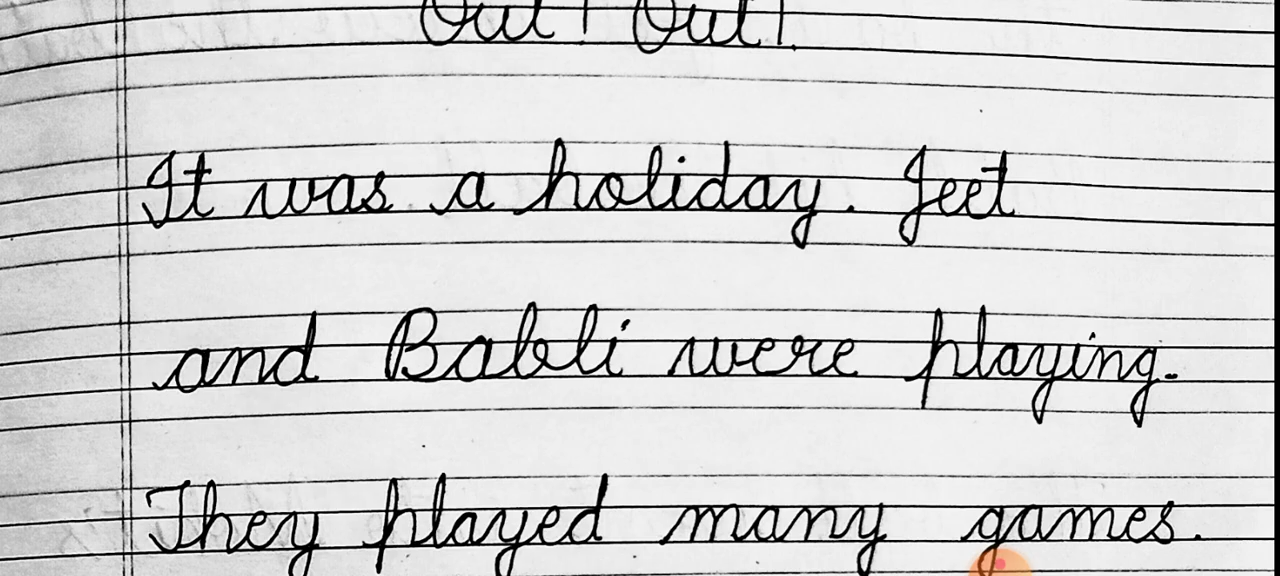 Out! Out!
It was a holiday. Jeet
and Babli were playing.
They played many games.